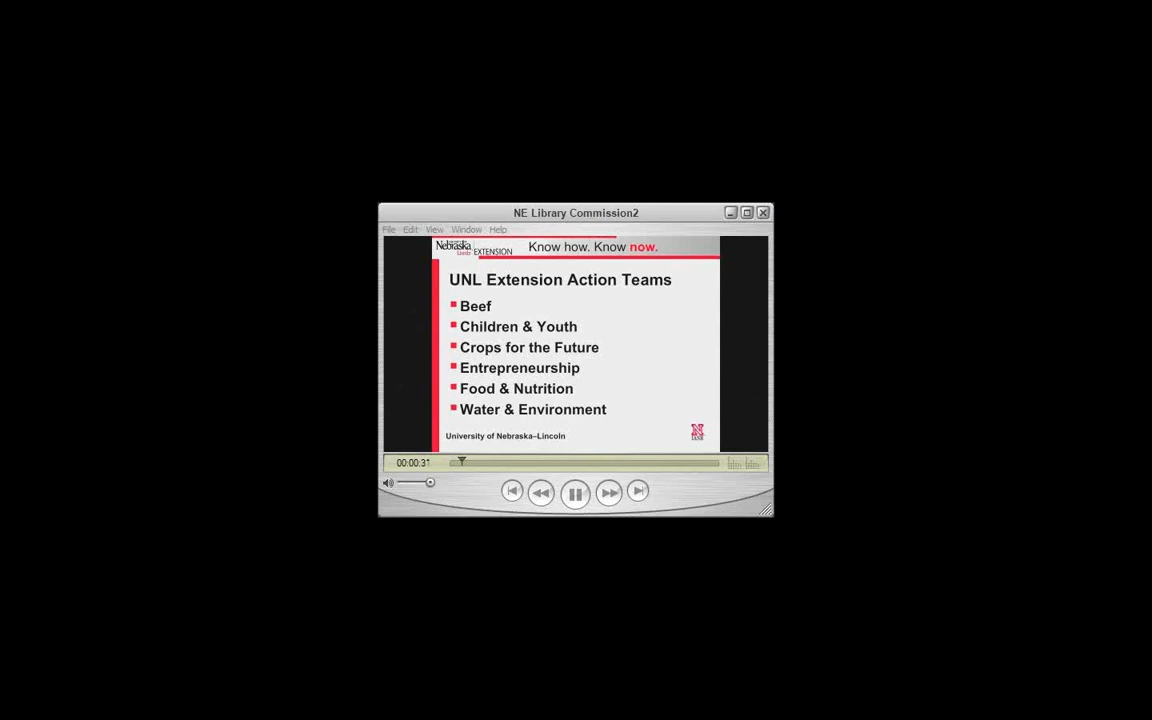 NE Library Commission2
File Edit View Window Help
Nebraska Lincoln EXTENSION Know how. Know now.
UNL Extension Action Teams
Beef
Children & Youth
Crops for the Future
Entrepreneurship
Food & Nutrition
Water & Environment
University of Nebraska–Lincoln
N
IANR
00:00:31